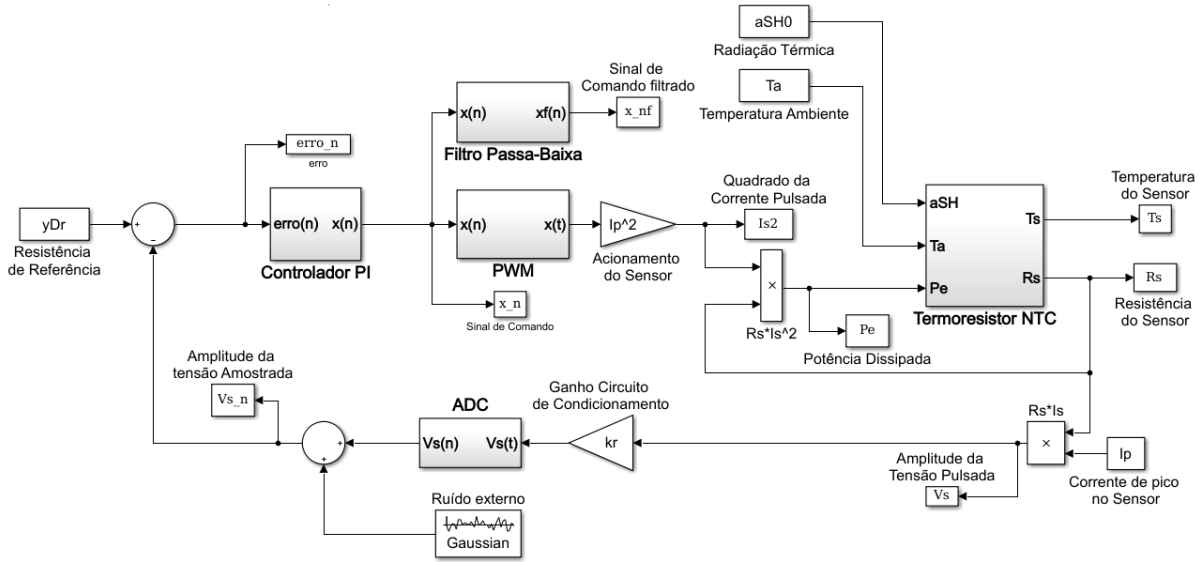 aSH0
Radiação Térmica
Ta
Temperatura Ambiente
Sinal de
Comando filtrado
x(n)
xf(n)
x_nf
Filtro Passa-Baixa
erro_n
erro
yDr
Resistência
de Referência
+
−
erro(n)
x(n)
Controlador PI
x(n)
x(t)
PWM
x_n
Sinal de Comando
Ip^2
Acionamento
do Sensor
Quadrado da
Corrente Pulsada
Is2
×
Rs*Is^2
Pe
Potência Dissipada
aSH
Ta
Pe
Ts
Rs
Termoresistor NTC
Temperatura
do Sensor
Ts
Rs
Resistência
do Sensor
Amplitude da
tensão Amostrada
Vs_n
+
+
ADC
Vs(n)
Vs(t)
Ganho Circuito
de Condicionamento
kr
Rs*Is
×
Amplitude da
Tensão Pulsada
Vs
Ip
Corrente de pico
no Sensor
Ruído externo
Gaussian